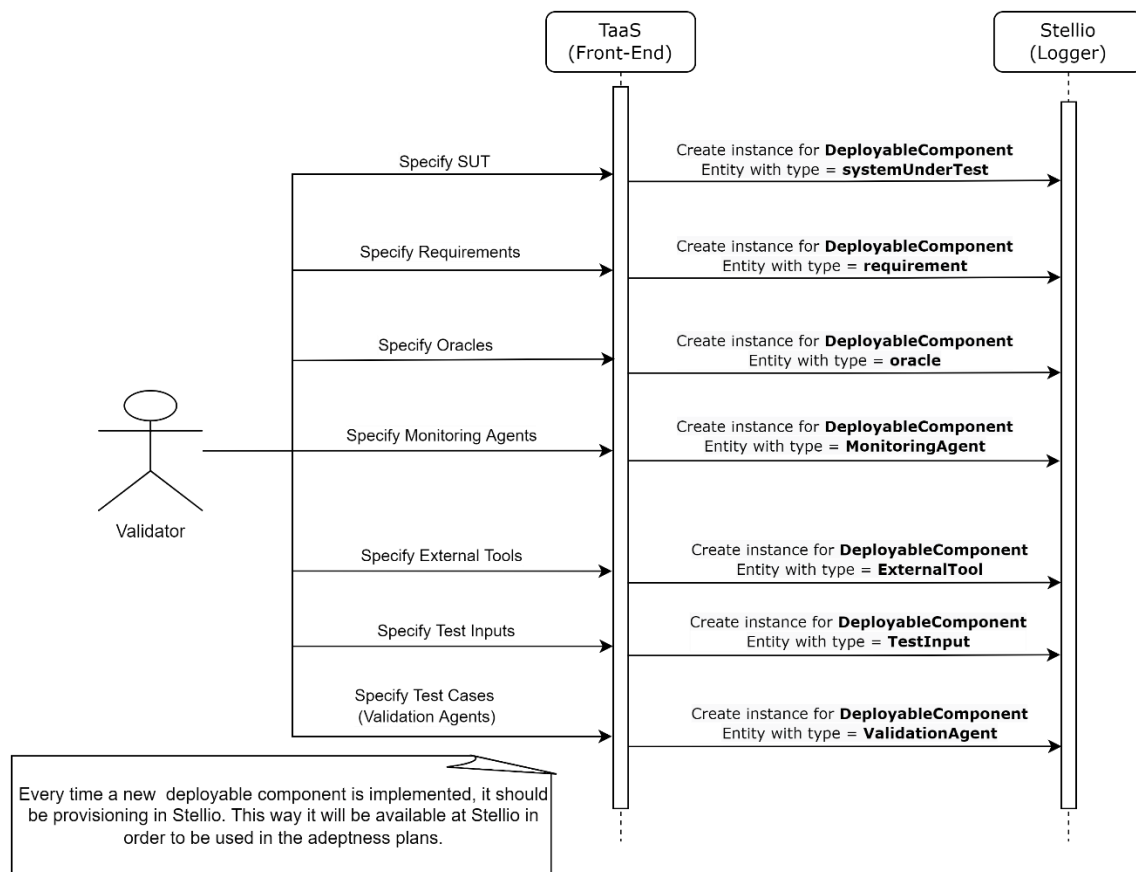 TaaS
(Front-End)
Stellio
(Logger)
Specify SUT
Create instance for DeployableComponent
Entity with type = systemUnderTest
Specify Requirements
Create instance for DeployableComponent
Entity with type = requirement
Specify Oracles
Create instance for DeployableComponent
Entity with type = oracle
Specify Monitoring Agents
Create instance for DeployableComponent
Entity with type = MonitoringAgent
Validator
Specify External Tools
Create instance for DeployableComponent
Entity with type = ExternalTool
Specify Test Inputs
Create instance for DeployableComponent
Entity with type = TestInput
Specify Test Cases
(Validation Agents)
Create instance for DeployableComponent
Entity with type = ValidationAgent
Every time a new deployable component is implemented, it should
be provisioning in Stellio. This way it will be available at Stellio in
order to be used in the adeptness plans.